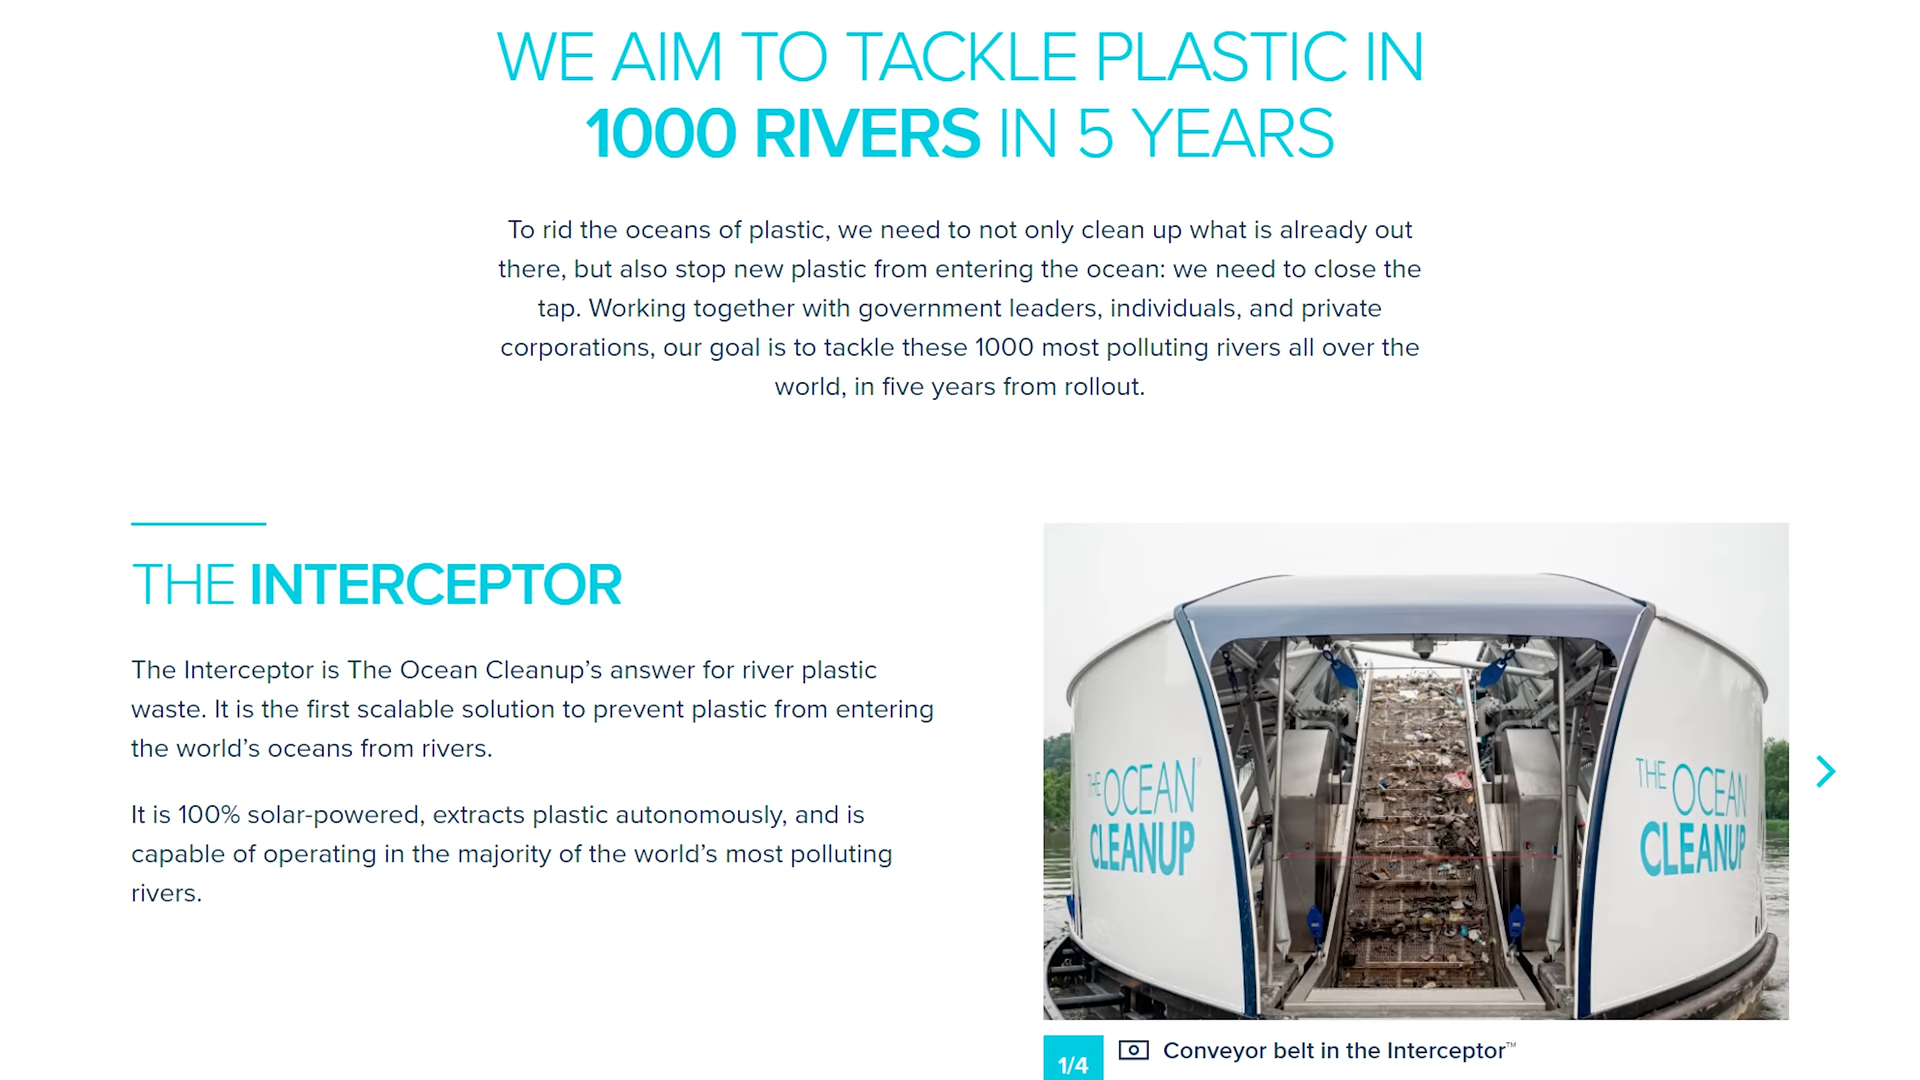 WE AIM TO TACKLE PLASTIC IN
1000 RIVERS IN 5 YEARS
To rid the oceans of plastic, we need to not only clean up what is already out
there, but also stop new plastic from entering the ocean: we need to close the
tap. Working together with government leaders, individuals, and private
corporations, our goal is to tackle these 1000 most polluting rivers all over the
world, in five years from rollout.
THE INTERCEPTOR
The Interceptor is The Ocean Cleanup’s answer for river plastic
waste. It is the first scalable solution to prevent plastic from entering
the world’s oceans from rivers.
It is 100% solar-powered, extracts plastic autonomously, and is
capable of operating in the majority of the world’s most polluting
rivers.
THE OCEAN
CLEANUP
THE OCEAN
CLEANUP
1/4
Conveyor belt in the Interceptor™